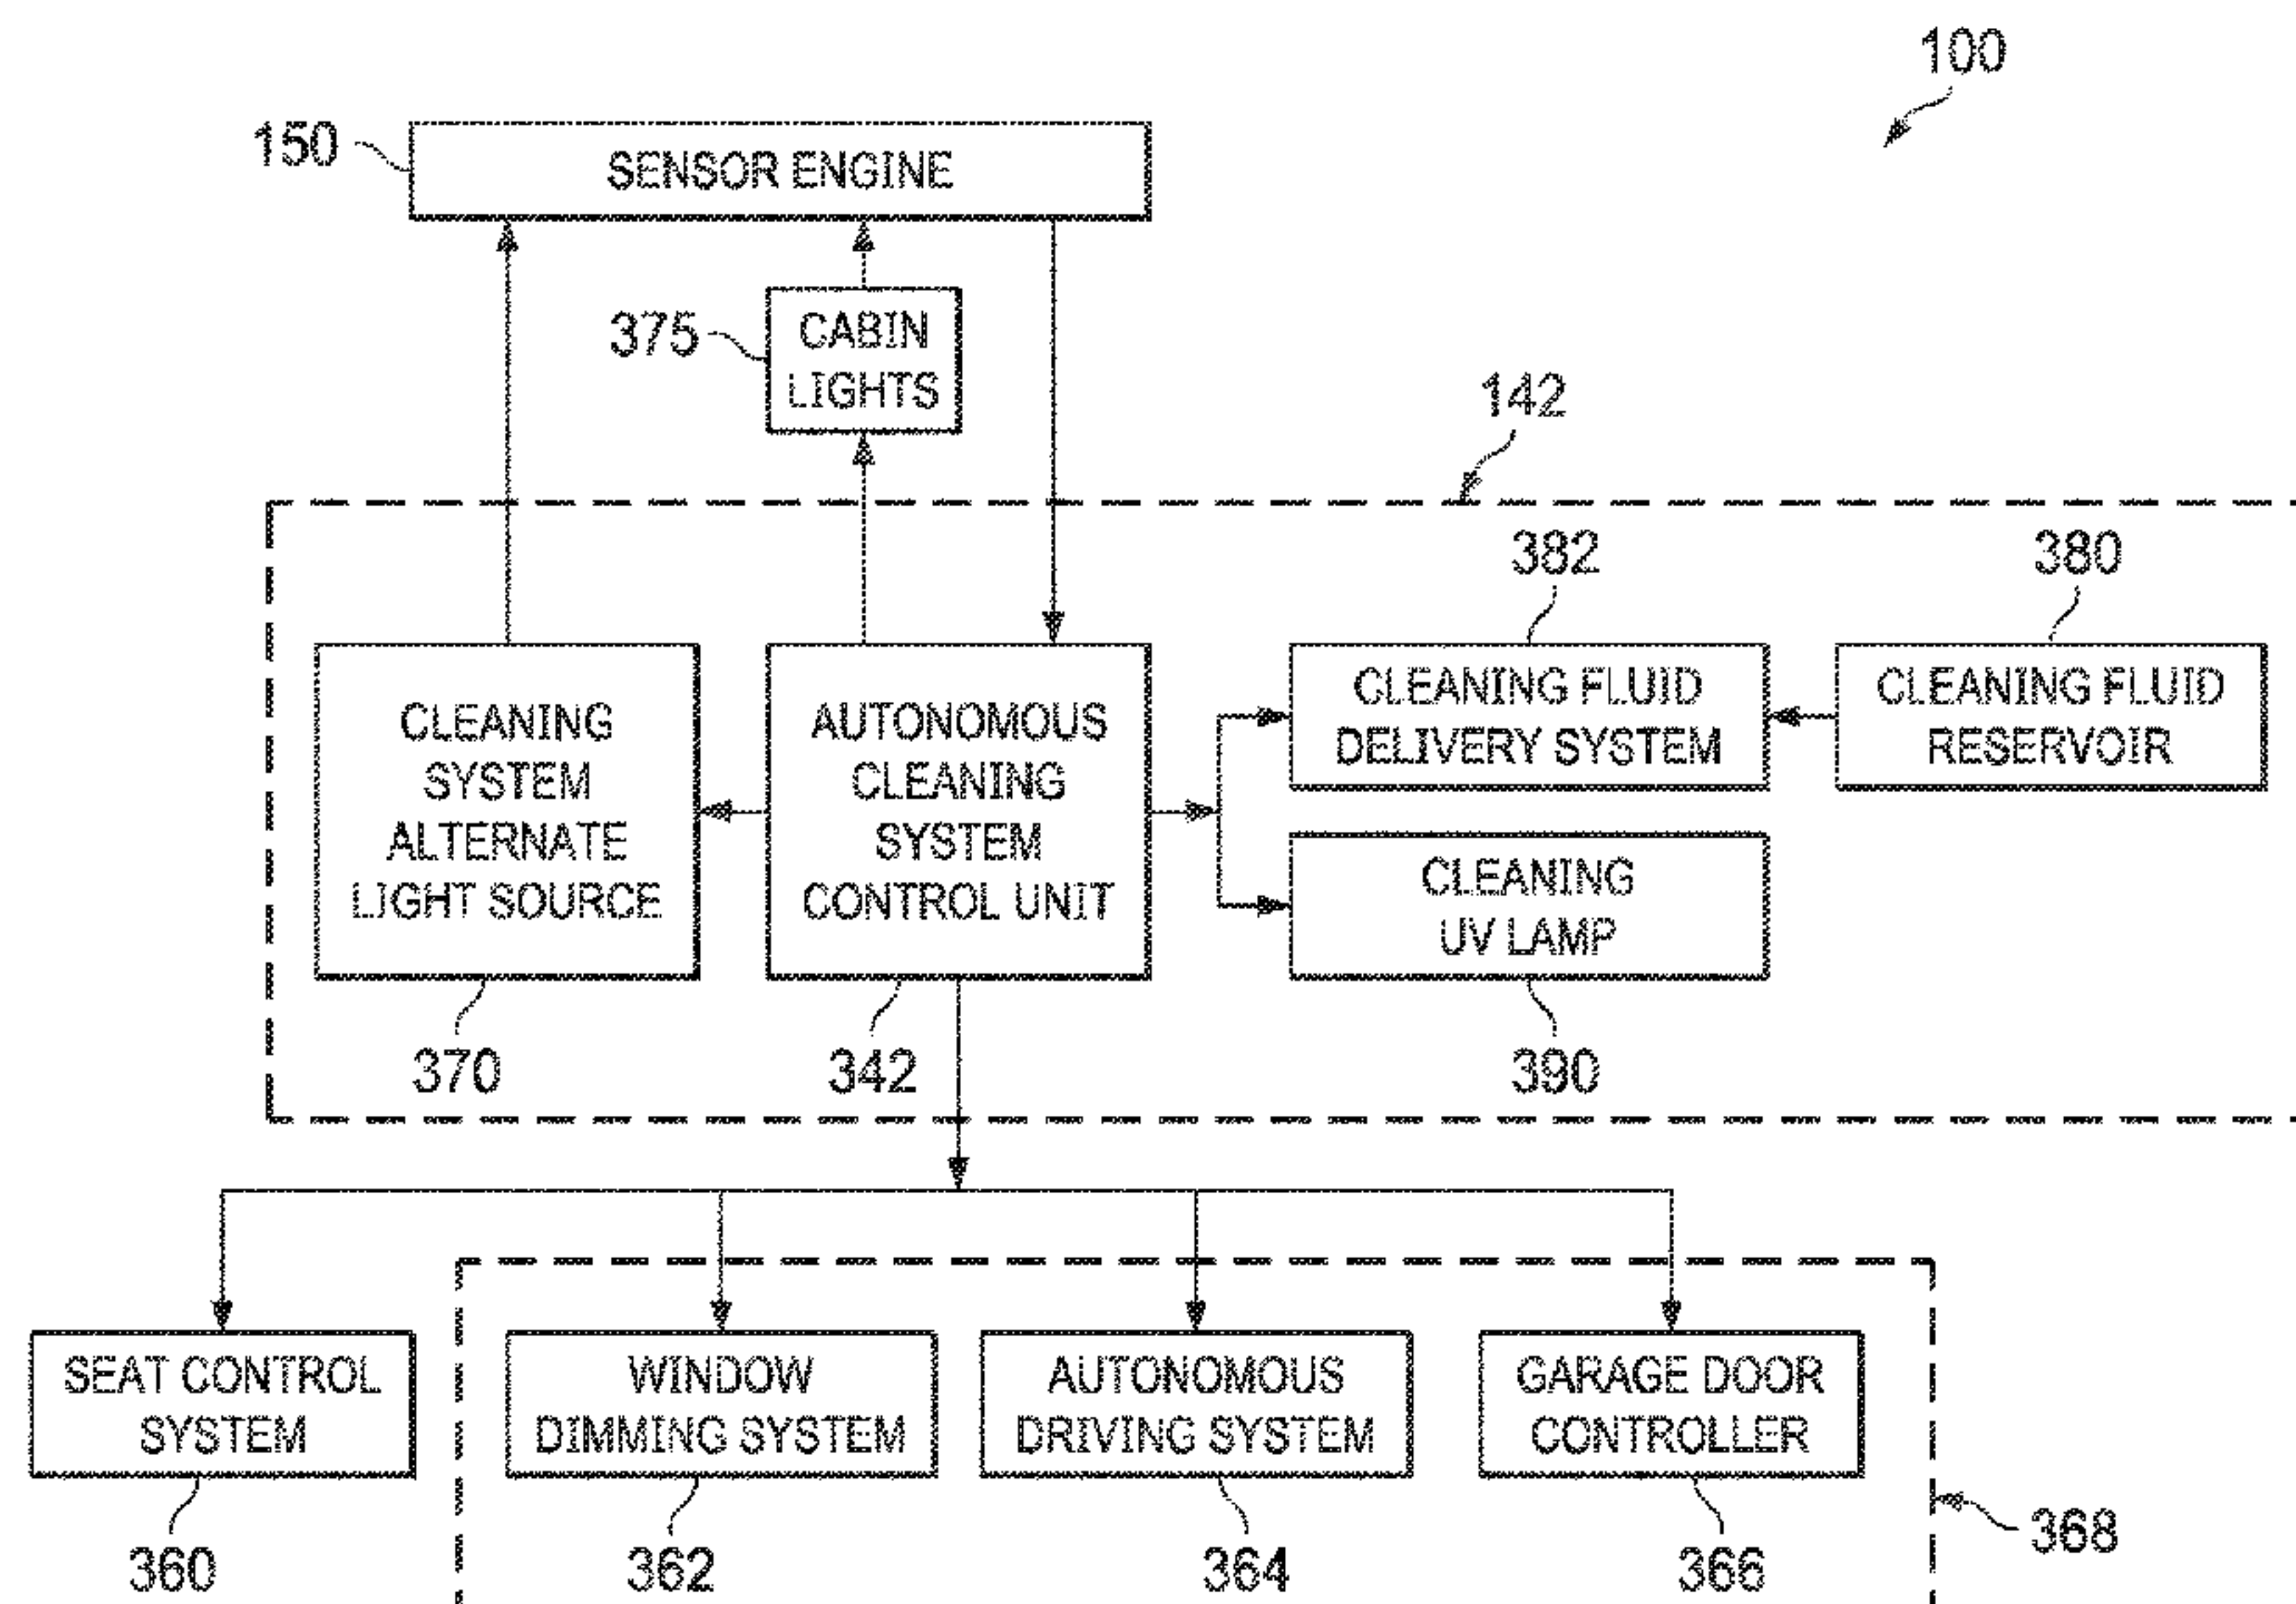 100
150
SENSOR ENGINE
375
CABIN
LIGHTS
142
382
380
CLEANING
SYSTEM
ALTERNATE
LIGHT SOURCE
AUTONOMOUS
CLEANING
SYSTEM
CONTROL UNIT
CLEANING FLUID
DELIVERY SYSTEM
CLEANING FLUID
RESERVOIR
CLEANING
UV LAMP
370
342
390
SEAT CONTROL
SYSTEM
WINDOW
DIMMING SYSTEM
AUTONOMOUS
DRIVING SYSTEM
GARAGE DOOR
CONTROLLER
368
360
362
364
366